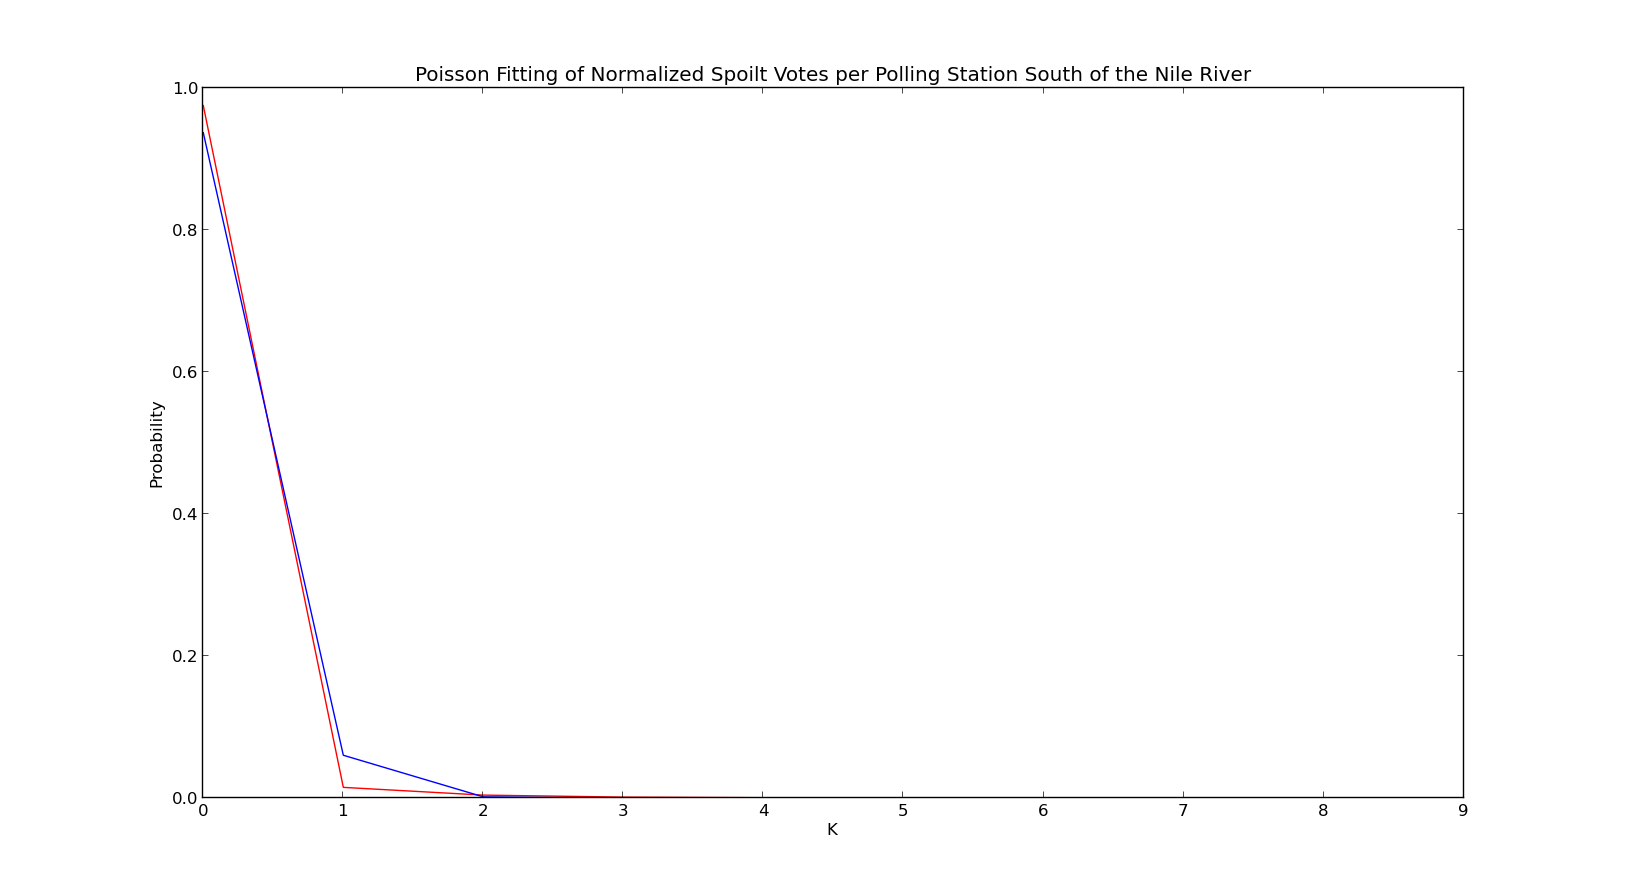 Poisson Fitting of Normalized Spoilt Votes per Polling Station South of the Nile River
1.0
0.8
0.6
0.4
0.2
0.0
Probability
0 1 2 3 4 5 6 7 8 9
K